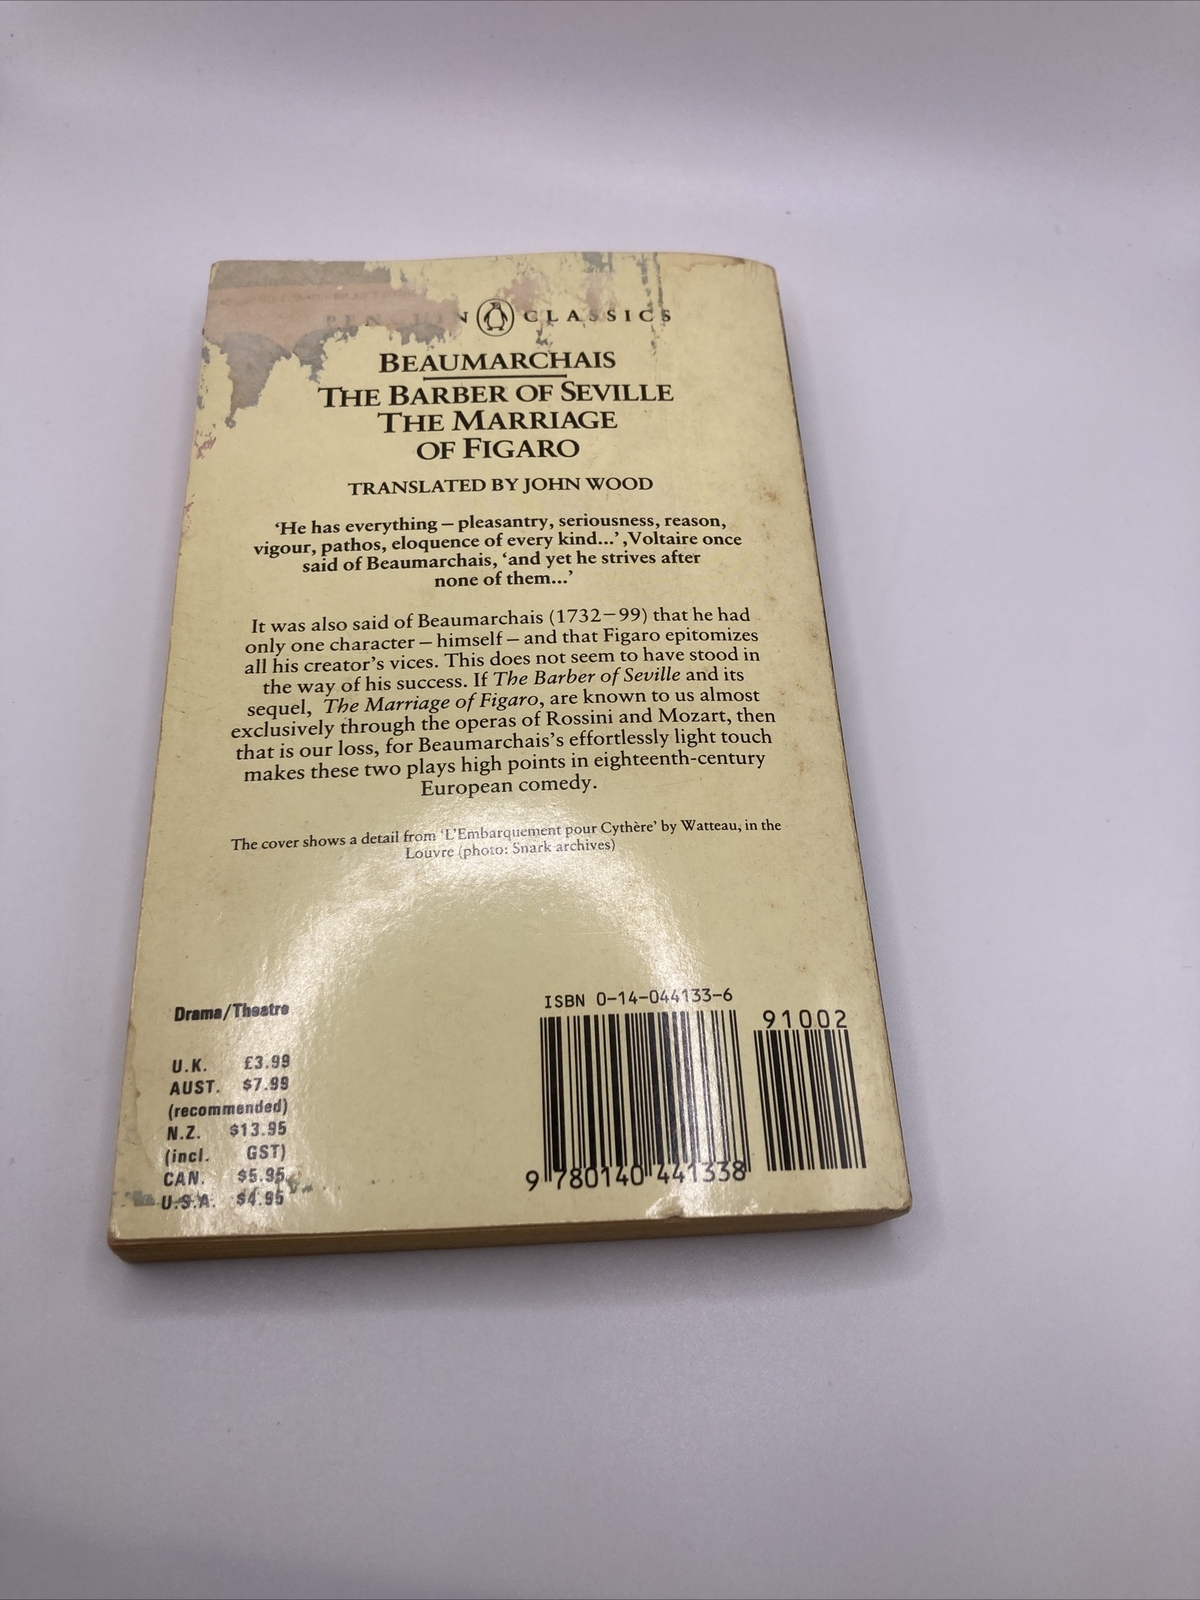 PENGUIN CLASSICS
BEAUMARCHAIS
THE BARBER OF SEVILLE
THE MARRIAGE
OF FIGARO
TRANSLATED BY JOHN WOOD
‘He has everything – pleasantry, seriousness, reason,
vigour, pathos, eloquence of every kind...’ ,Voltaire once
said of Beaumarchais, ‘and yet he strives after
none of them...’
It was also said of Beaumarchais (1732–99) that he had
only one character – himself – and that Figaro epitomizes
all his creator’s vices. This does not seem to have stood in
the way of his success. If The Barber of Seville and its
sequel, The Marriage of Figaro, are known to us almost
exclusively through the operas of Rossini and Mozart, then
that is our loss, for Beaumarchais’s effortlessly light touch
makes these two plays high points in eighteenth-century
European comedy.
The cover shows a detail from ‘L’Embarquement pour Cythère’ by Watteau, in the
Louvre (photo: Snark archives)
Drama/Theatre
U.K. £3.99
AUST. $7.99
(recommended)
N.Z. $13.95
(incl. GST)
CAN. $5.95
U.S.A. $4.95
ISBN 0-14-044133-6
91002
9 780140 441338